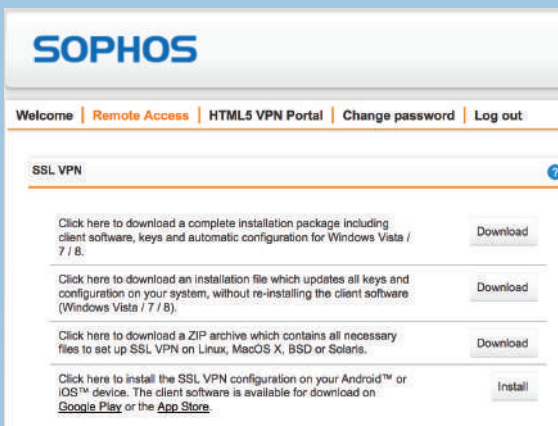 SOPHOS
Welcome | Remote Access | HTML5 VPN Portal | Change password | Log out
SSL VPN
?
Click here to download a complete installation package including
client software, keys and automatic configuration for Windows Vista /
7 / 8.
Download
Click here to download an installation file which updates all keys and
configuration on your system, without re-installing the client software
(Windows Vista / 7 / 8).
Download
Click here to download a ZIP archive which contains all necessary
files to set up SSL VPN on Linux, MacOS X, BSD or Solaris.
Download
Click here to install the SSL VPN configuration on your Android™ or
iOS™ device. The client software is available for download on
Google Play or the App Store.
Install